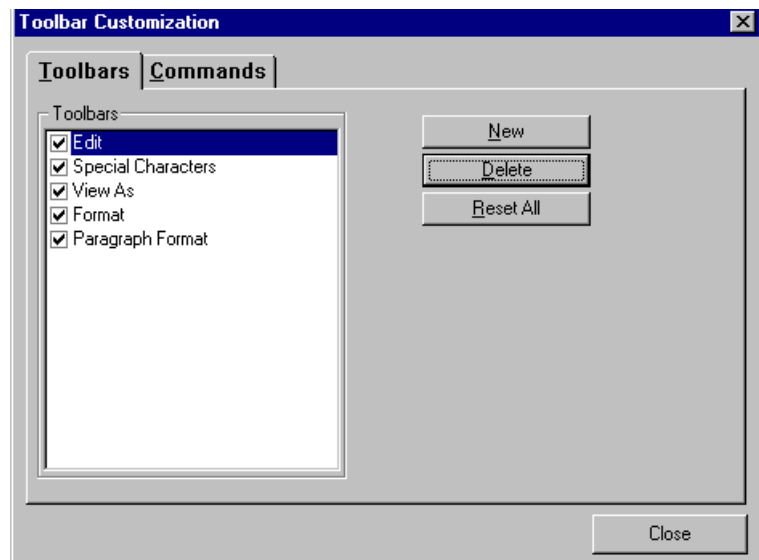 Toolbar Customization
Toolbars Commands
Toolbars
Edit
Special Characters
View As
Format
Paragraph Format
New
Delete
Reset All
Close